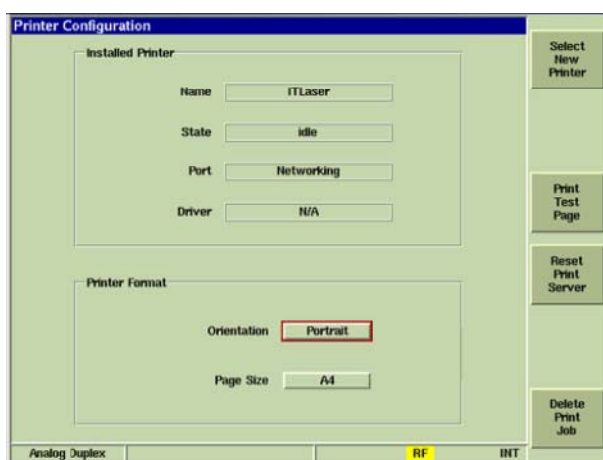 Printer Configuration
Installed Printer
Name ITLaser
State idle
Port Networking
Driver N/A
Printer Format
Orientation Portrait
Page Size A4
Select
New
Printer
Print
Test
Page
Reset
Print
Server
Delete
Print
Job
Analog Duplex RF INT